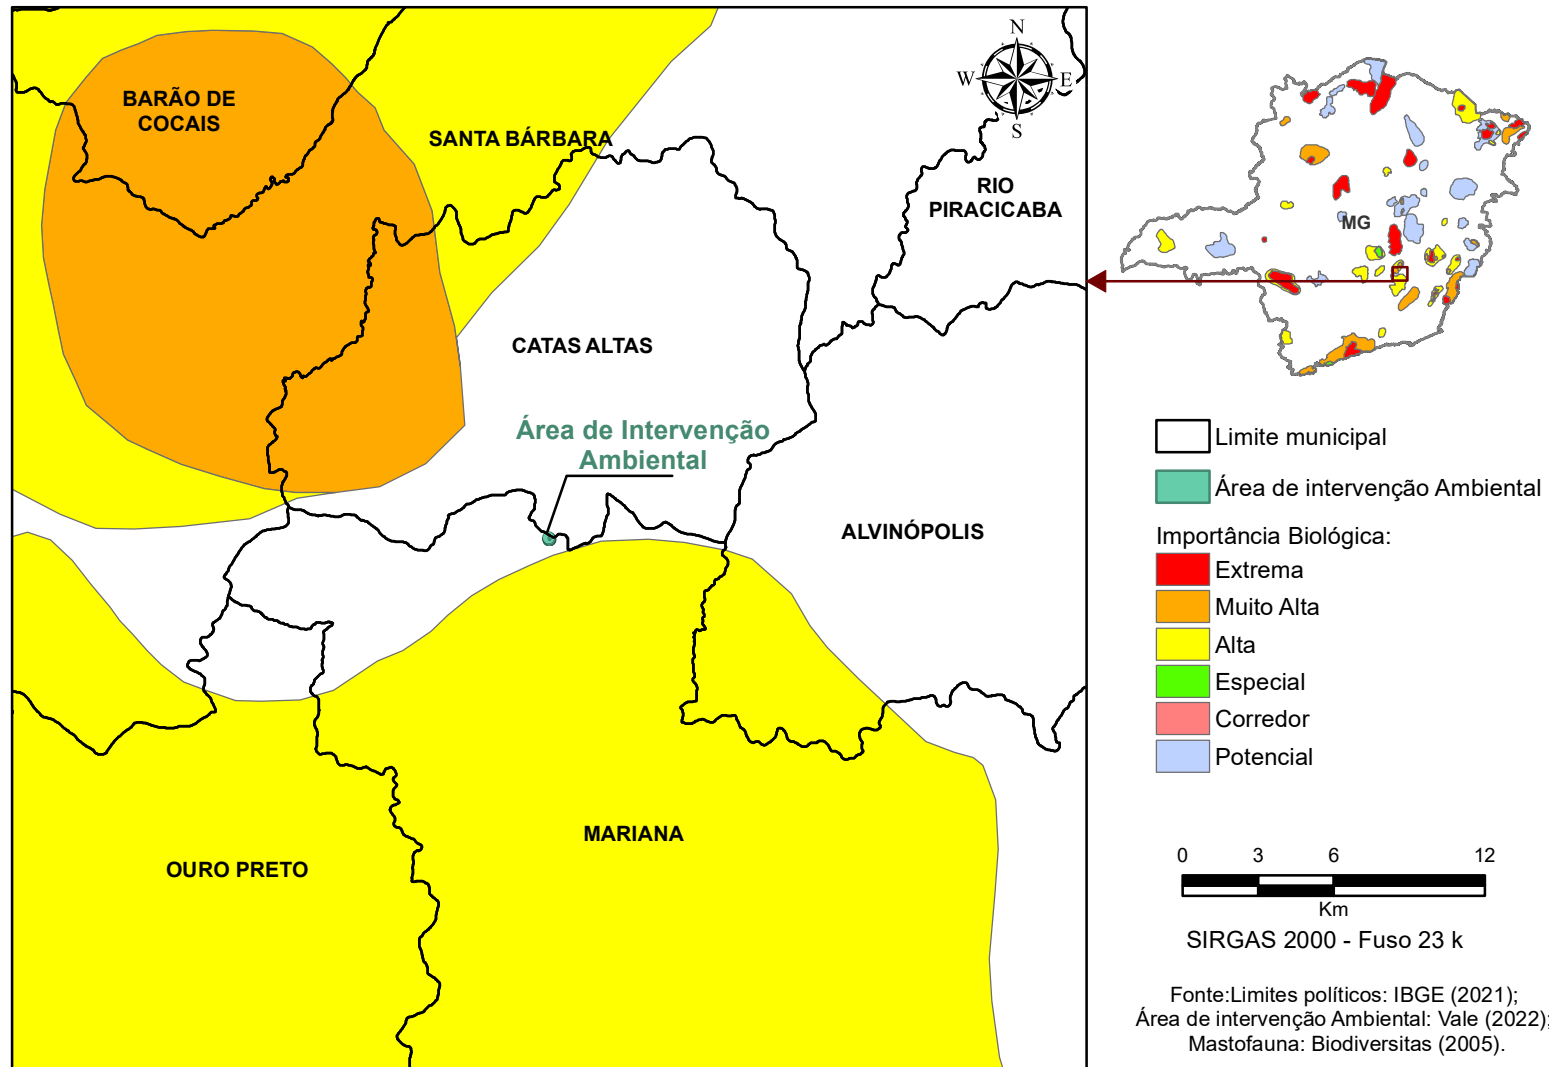 BARÃO DE
COCAIS
SANTA BÁRBARA
N
W
E
S
RIO
PIRACICABA
CATAS ALTAS
Área de Intervenção
Ambiental
ALVINÓPOLIS
MARIANA
OURO PRETO
MG
Limite municipal
Área de intervenção Ambiental
Importância Biológica:
Extrema
Muito Alta
Alta
Especial
Corredor
Potencial
0 3 6 12
Km
SIRGAS 2000 - Fuso 23 k
Fonte:Limites políticos: IBGE (2021);
Área de intervenção Ambiental: Vale (2022);
Mastofauna: Biodiversitas (2005).